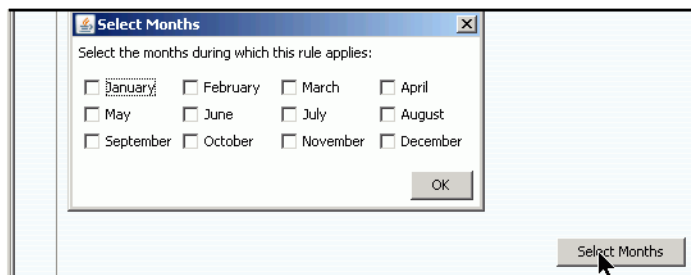 Select Months
Select the months during which this rule applies:
January February March April
May June July August
September October November December
OK
Select Months